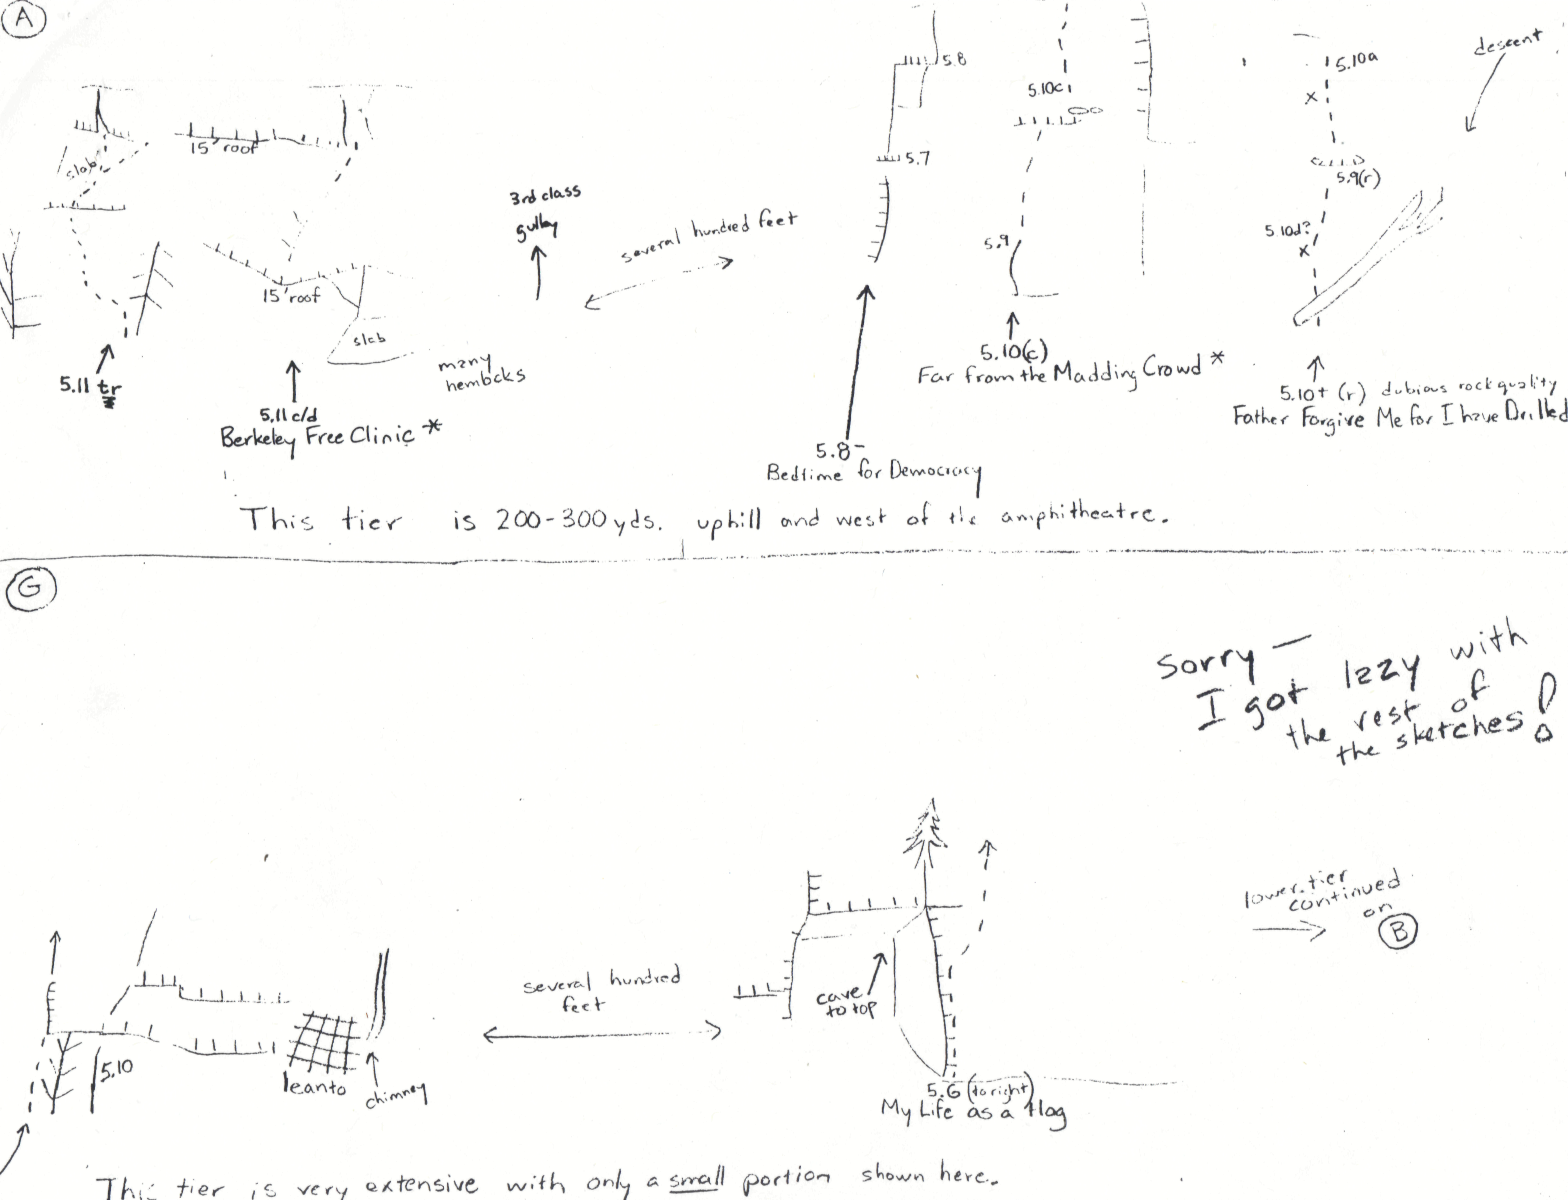 A
15' roof
slab
5.11 tr
15' roof
slab
5.11 c/d
Berkeley Free Clinic *
many
hemlocks
3rd class
gulley
several hundred feet
5.8
5.7
5.8-
Bedtime for Democracy
5.10c
5.9
5.10(c)
Far from the Madding Crowd *
5.10a
x
5.9(r)
5.10d?
x
5.10+ (r) dubious rock quality
Father Forgive Me for I have Drilled
descent
This tier is 200-300 yds. uphill and west of the amphitheatre.
G
sorry —
I got lazy with
the rest of
the sketches!
5.10
leanto
chimney
several hundred
feet
cave
to top
5.6 (to right)
My Life as a Flag
lower tier
continued
on
B
This tier is very extensive with only a small portion shown here.